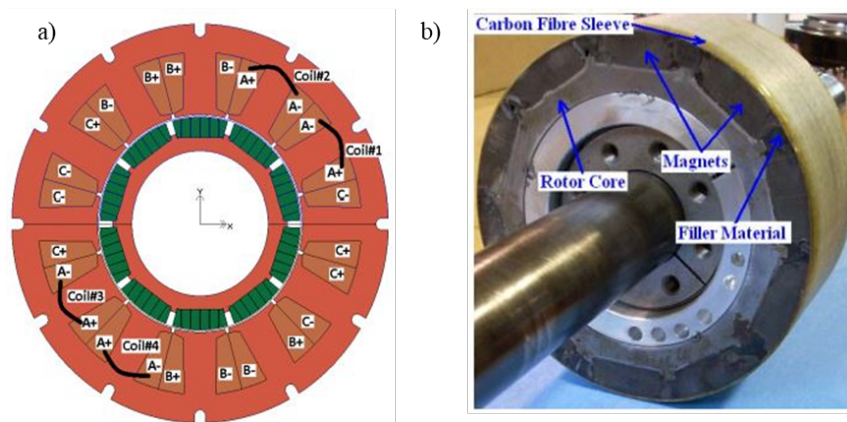 a)
b)
B+ B+
B-
A+
Coil#2
A-
A-
Coil#1
A+
C-
B-
C+
C-
C-
C+
A-
Coil#3
A+
A+
Coil#4
A-
B+
B-
B-
C-
B+
C+
C+
Y
X
Carbon Fibre Sleeve
Magnets
Rotor Core
Filler Material